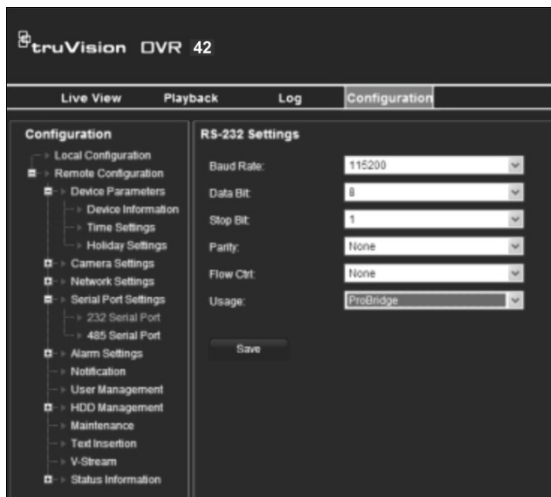 truVision DVR 42
Live View Playback Log Configuration
Configuration
Local Configuration
Remote Configuration
Device Parameters
Device Information
Time Settings
Holiday Settings
Camera Settings
Network Settings
Serial Port Settings
232 Serial Port
485 Serial Port
Alarm Settings
Notification
User Management
HDD Management
Maintenance
Text Insertion
V-Stream
Status Information
RS-232 Settings
Baud Rate: 115200
Data Bit: 8
Stop Bit: 1
Parity: None
Flow Ctrl: None
Usage: ProBridge
Save